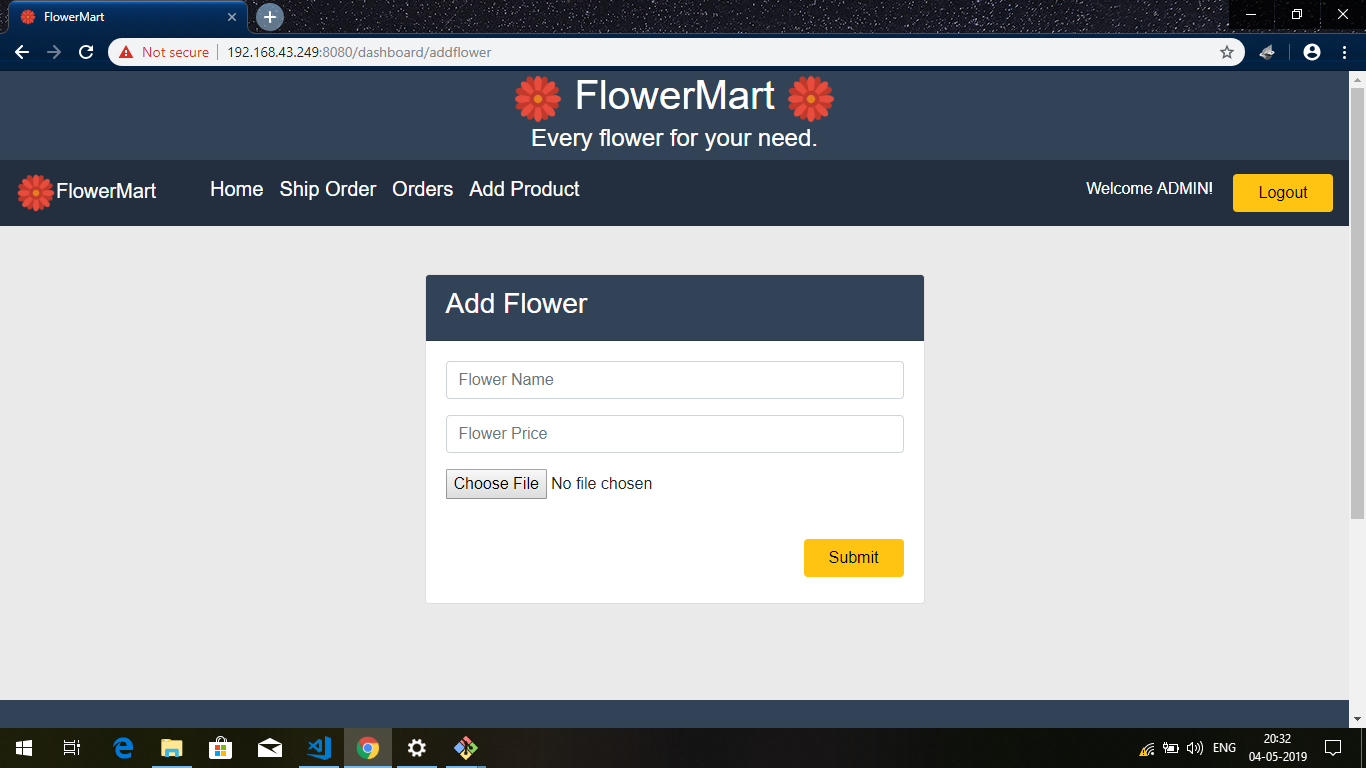 FlowerMart
Not secure 192.168.43.249:8080/dashboard/addflower
FlowerMart
Every flower for your need.
FlowerMart Home Ship Order Orders Add Product Welcome ADMIN! Logout
Add Flower
Flower Name
Flower Price
Choose File No file chosen
Submit
ENG
20:32
04-05-2019